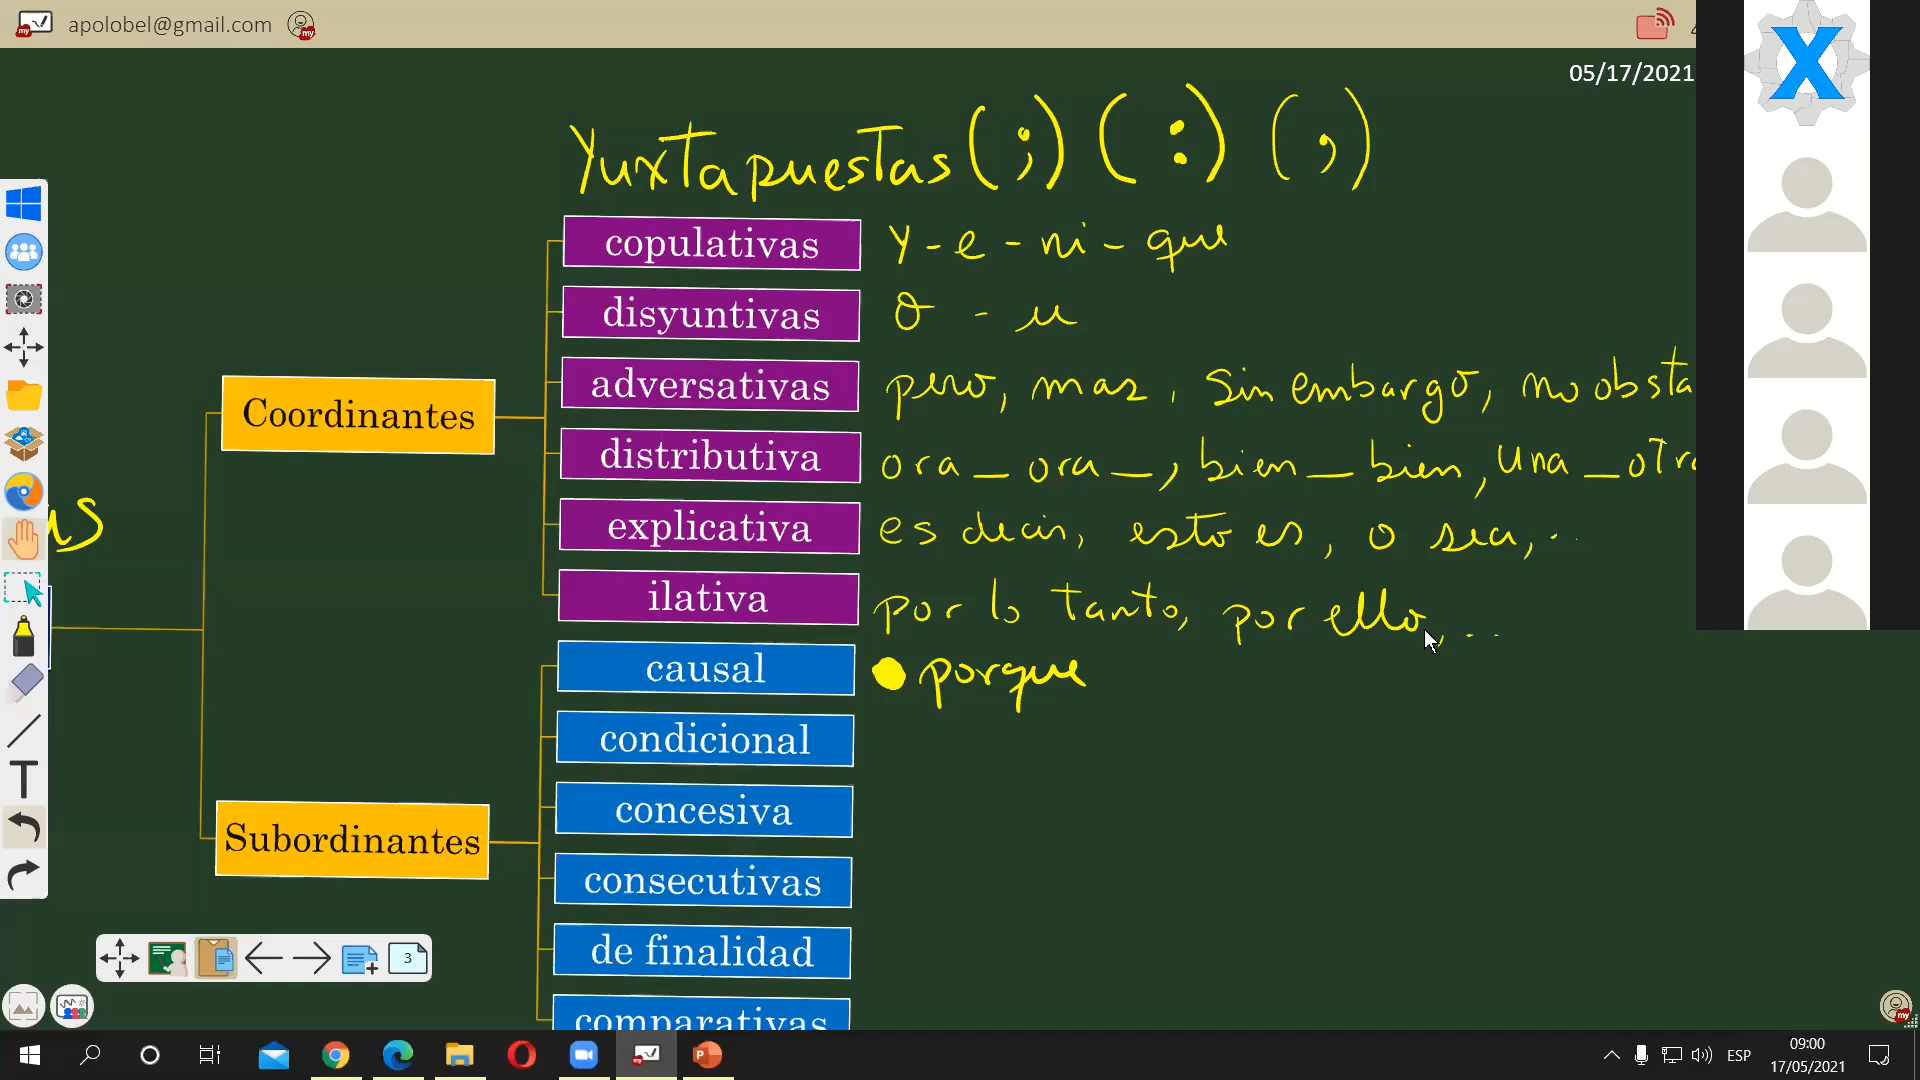 apolobel@gmail.com
05/17/2021
Yuxtapuestas (;) (:) (,)
copulativas y - e - ni - que
disyuntivas o - u
adversativas pero, mas, sin embargo, no obsta
Coordinantes
distributiva ora _ ora _, bien _ bien, una _ otra
explicativa es decir, esto es, o sea, ..
as
ilativa por lo tanto, por ello, ...
causal porque
condicional
concesiva
Subordinantes
consecutivas
de finalidad
3
comparativas
ESP
09:00
17/05/2021